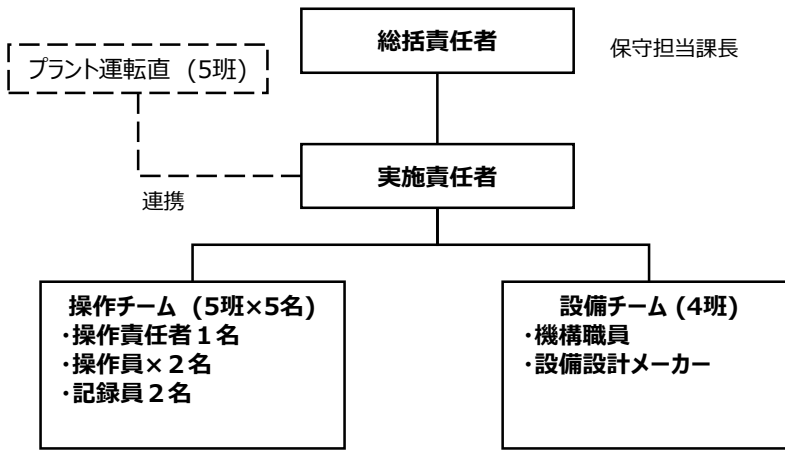 総括責任者
保守担当課長
プラント運転直 (5班)
実施責任者
連携
操作チーム (5班×5名)
・操作責任者1名
・操作員×2名
・記録員2名
設備チーム (4班)
・機構職員
・設備設計メーカー